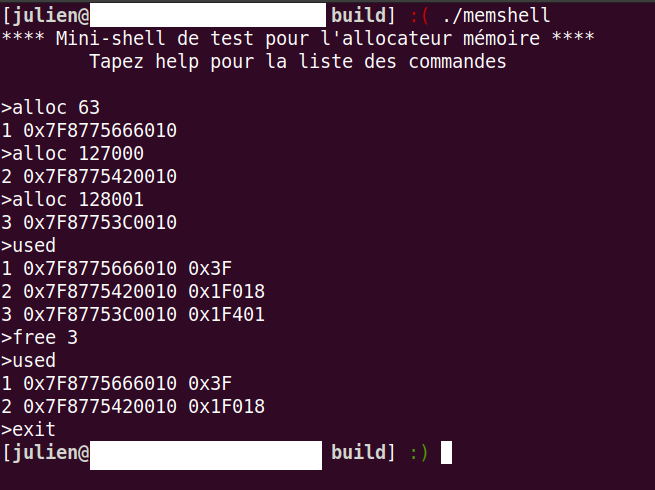 [julien@ build] :( ./memshell
**** Mini-shell de test pour l'allocateur mémoire ****
Tapez help pour la liste des commandes
>alloc 63
1 0x7F8775666010
>alloc 127000
2 0x7F8775420010
>alloc 128001
3 0x7F87753C0010
>used
1 0x7F8775666010 0x3F
2 0x7F8775420010 0x1F018
3 0x7F87753C0010 0x1F401
>free 3
>used
1 0x7F8775666010 0x3F
2 0x7F8775420010 0x1F018
>exit
[julien@ build] :)